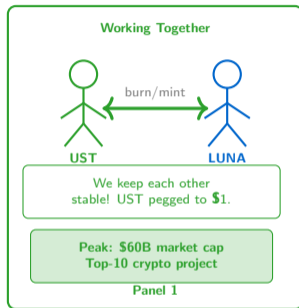 Working Together
burn/mint
UST
LUNA
We keep each other
stable! UST pegged to $1.
Peak: $60B market cap
Top-10 crypto project
Panel 1